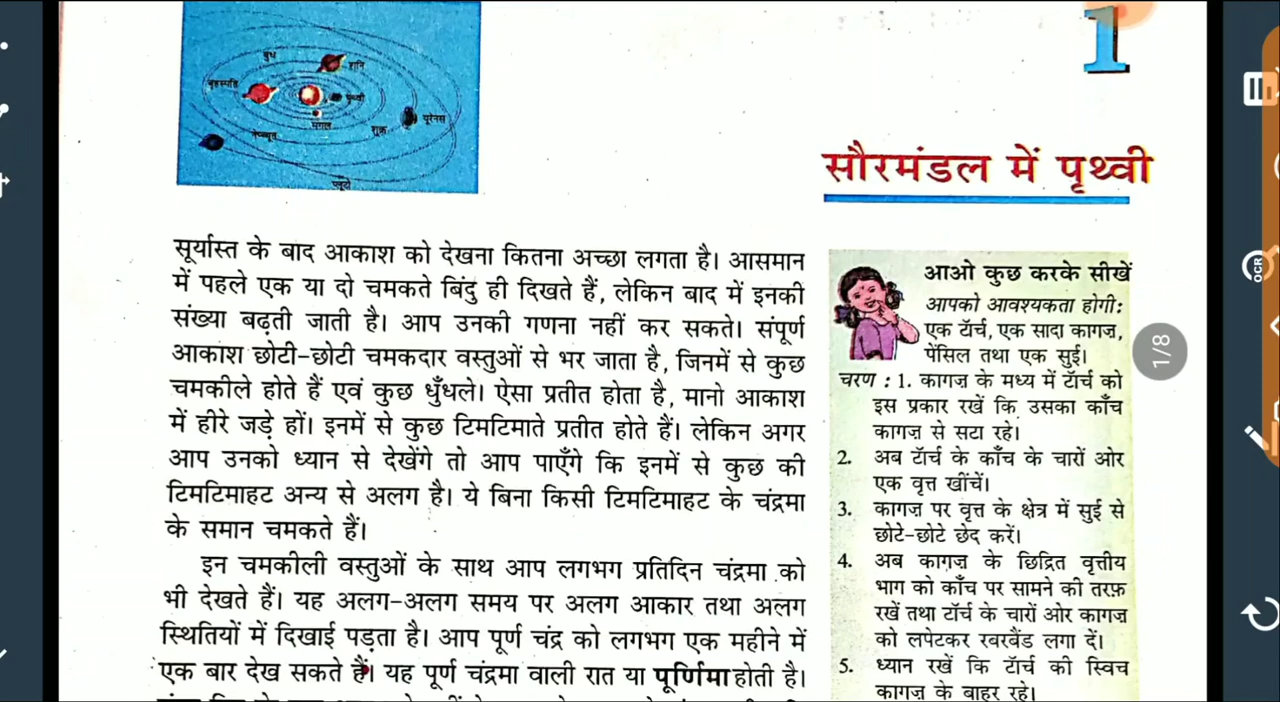 1
बुध
शनि
बृहस्पति
पृथ्वी
मंगल
शुक्र
यूरेनस
नेप्च्यून
प्लूटो
सौरमंडल में पृथ्वी
सूर्यास्त के बाद आकाश को देखना कितना अच्छा लगता है। आसमान
में पहले एक या दो चमकते बिंदु ही दिखते हैं, लेकिन बाद में इनकी
संख्या बढ़ती जाती है। आप उनकी गणना नहीं कर सकते। संपूर्ण
आकाश छोटी-छोटी चमकदार वस्तुओं से भर जाता है, जिनमें से कुछ
चमकीले होते हैं एवं कुछ धुँधले। ऐसा प्रतीत होता है, मानो आकाश
में हीरे जड़े हों। इनमें से कुछ टिमटिमाते प्रतीत होते हैं। लेकिन अगर
आप उनको ध्यान से देखेंगे तो आप पाएँगे कि इनमें से कुछ की
टिमटिमाहट अन्य से अलग है। ये बिना किसी टिमटिमाहट के चंद्रमा
के समान चमकते हैं।
इन चमकीली वस्तुओं के साथ आप लगभग प्रतिदिन चंद्रमा को
भी देखते हैं। यह अलग-अलग समय पर अलग आकार तथा अलग
स्थितियों में दिखाई पड़ता है। आप पूर्ण चंद्र को लगभग एक महीने में
एक बार देख सकते हैं। यह पूर्ण चंद्रमा वाली रात या पूर्णिमा होती है।
आओ कुछ करके सीखें
आपको आवश्यकता होगी:
एक टॉर्च, एक सादा कागज,
पेंसिल तथा एक सुई।
चरण : 1. कागज के मध्य में टॉर्च को
इस प्रकार रखें कि उसका काँच
कागज से सटा रहे।
2. अब टॉर्च के काँच के चारों ओर
एक वृत्त खींचें।
3. कागज पर वृत्त के क्षेत्र में सुई से
छोटे-छोटे छेद करें।
4. अब कागज के छिद्रित वृत्तीय
भाग को काँच पर सामने की तरफ़
रखें तथा टॉर्च के चारों ओर कागज
को लपेटकर रबरबैंड लगा दें।
5. ध्यान रखें कि टॉर्च की स्विच
कागज के बाहर रहे।
1/8
OCR